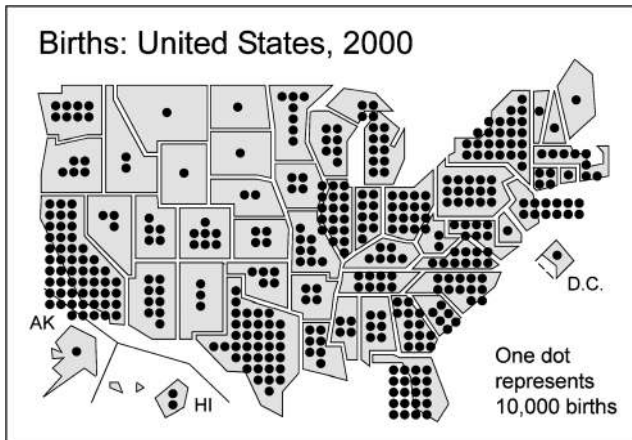 Births: United States, 2000
D.C.
AK
HI
One dot
represents
10,000 births